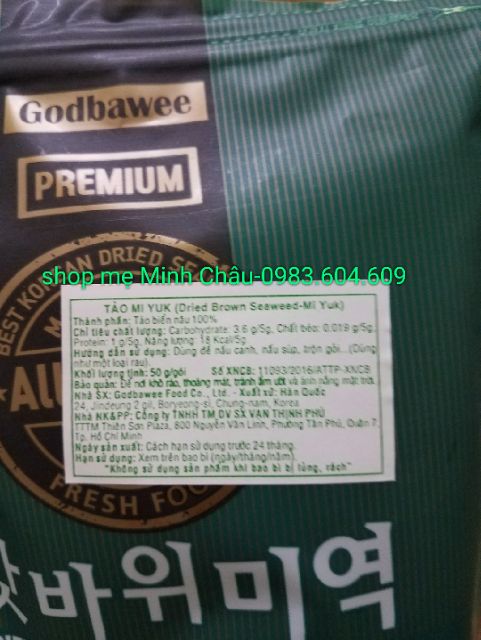 Godbawee
PREMIUM
BEST KOREAN DRIED SE
shop mẹ Minh Châu-0983.604.609
TẢO MI YUK (Dried Brown Seaweed-Mi Yuk)
Thành phần: Tảo biển nâu 100%
Chỉ tiêu chất lượng: Carbohydrate: 3.6 g/5g, Chất béo: 0.019 g/5g,
Protein: 1 g/5g, Năng lượng: 18 Kcal/5g
Hướng dẫn sử dụng: Dùng để nấu canh, nấu súp, trộn gỏi...(Dùng
như một loại rau).
Khối lượng tịnh: 50 g/gói Số XNCB: 11093/2016/ATTP-XNCB
Bảo quản: Để nơi khô ráo, thoáng mát, tránh ẩm ướt và ánh nắng mặt trời.
Nhà SX: Godbawee Food Co., Ltd. - Xuất xứ: Hàn Quốc
24, Jindeung 2 gil, Boryeong-si, Chung-nam, Korea
Nhà NK&PP: Công ty TNHH TM DV SX VẠN THỊNH PHÚ
TTTM Thiên Sơn Plaza, 800 Nguyễn Văn Linh, Phường Tân Phú, Quận 7,
Tp. Hồ Chí Minh
Ngày sản xuất: Cách hạn sử dụng trước 24 tháng.
Hạn sử dụng: Xem trên bao bì (ngày/tháng/năm).
"Không sử dụng sản phẩm khi bao bì bị thủng, rách"
FRESH FOO
갓바위미역